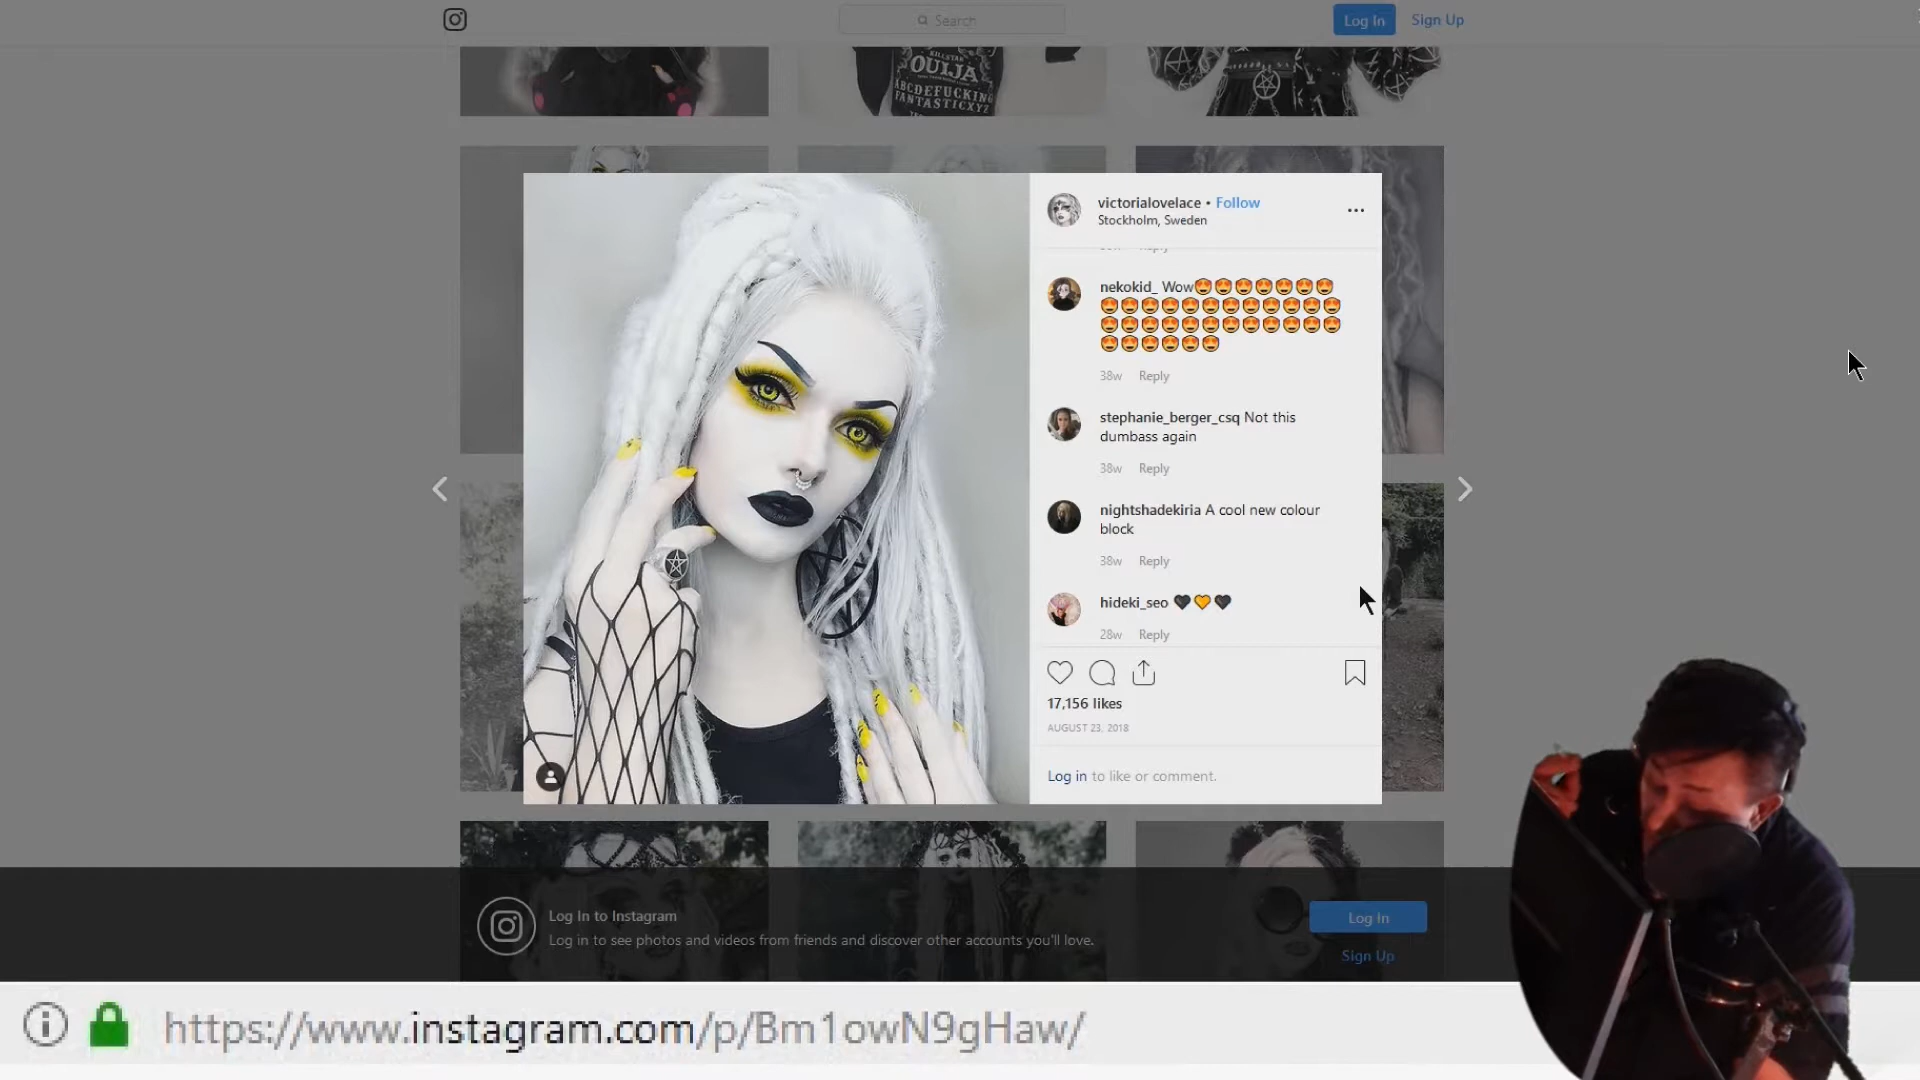 Search
Log In
Sign Up
KILLSTAR
OUIJA
ABCDEFUCKING
FANTASTICXYZ
victorialovelace • Follow
Stockholm, Sweden
Reply
nekokid_ Wow😍😍😍😍😍😍😍
😍😍😍😍😍😍😍😍😍😍😍😍
😍😍😍😍😍😍😍😍😍😍😍😍
😍😍😍😍😍😍
38w Reply
stephanie_berger_csq Not this
dumbass again
38w Reply
nightshadekiria A cool new colour
block
38w Reply
hideki_seo 🖤🧡🖤
28w Reply
17,156 likes
AUGUST 23, 2018
Log in to like or comment.
Log In to Instagram
Log in to see photos and videos from friends and discover other accounts you'll love.
Log In
Sign Up
https://www.instagram.com/p/Bm1owN9gHaw/